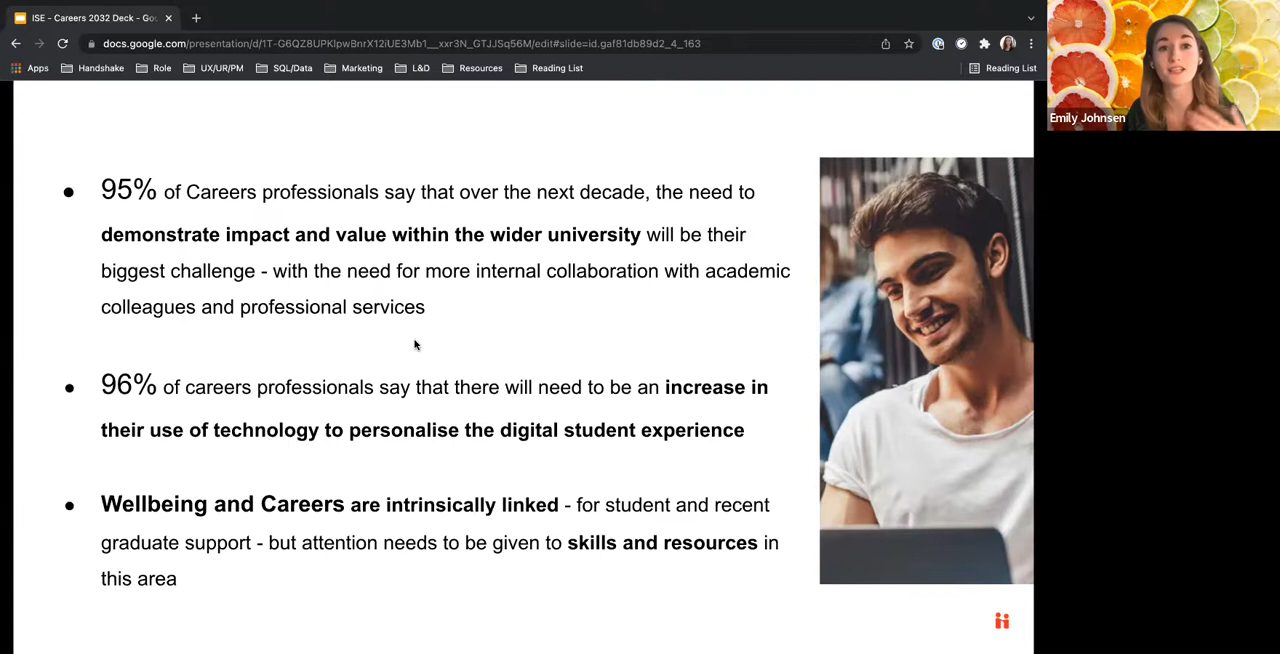 ISE - Careers 2032 Deck - Go
docs.google.com/presentation/d/1T-G6QZ8UPKIpwBnrX12iUE3Mb1__xxr3N_GTJJSq56M/edit#slide=id.gaf81db89d2_4_163
Apps Handshake Role UX/UR/PM SQL/Data Marketing L&D Resources Reading List Reading List
Emily Johnsen
● 95% of Careers professionals say that over the next decade, the need to
demonstrate impact and value within the wider university will be their
biggest challenge - with the need for more internal collaboration with academic
colleagues and professional services
● 96% of careers professionals say that there will need to be an increase in
their use of technology to personalise the digital student experience
● Wellbeing and Careers are intrinsically linked - for student and recent
graduate support - but attention needs to be given to skills and resources in
this area